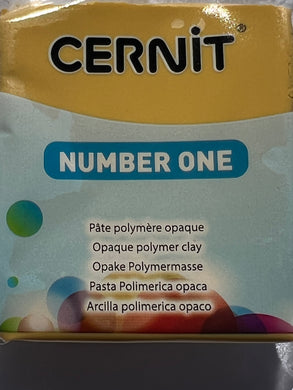 CERNIT®
NUMBER ONE
Pâte polymère opaque
Opaque polymer clay
Opake Polymermasse
Pasta Polimerica opaca
Arcilla polimerica opaco